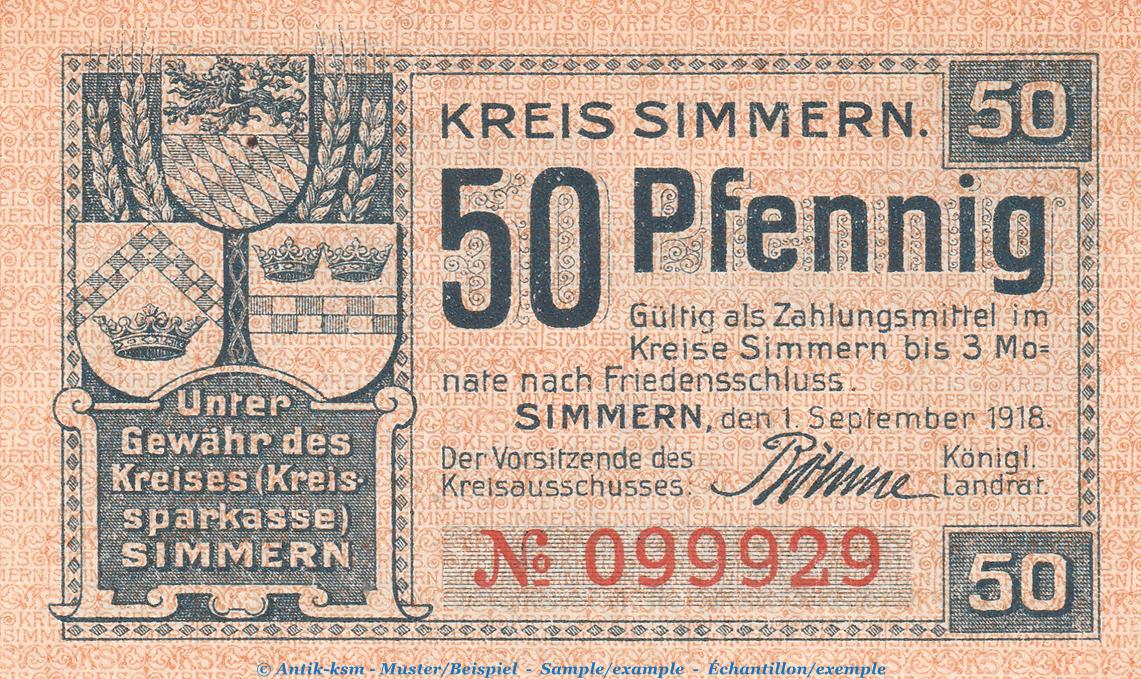 KREIS SIMMERN.
50
50 Pfennig
Gültig als Zahlungsmittel im
Kreise Simmern bis 3 Mo=
nate nach Friedensschluss.
SIMMERN, den 1. September 1918.
Der Vorsitzende des
Kreisausschusses:
Böhme
Königl.
Landrat.
Unter
Gewähr des
Kreises (Kreis-
sparkasse)
SIMMERN
№ 099929
50
© Antik-ksm - Muster/Beispiel - Sample/example - Échantillon/exemple